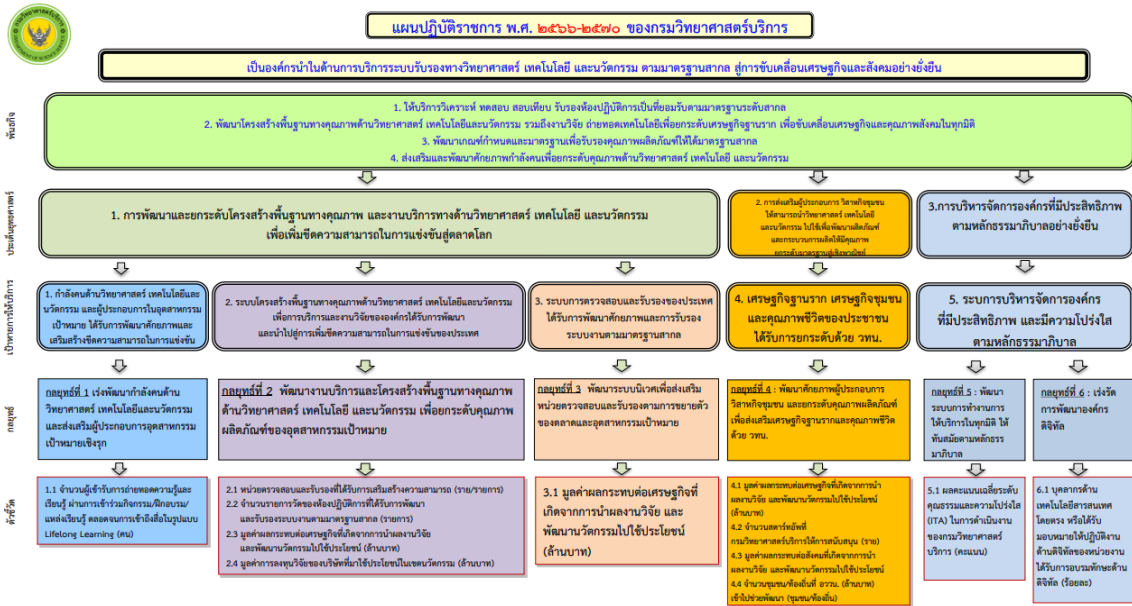 แผนปฏิบัติราชการ พ.ศ. ๒๕๖๖-๒๕๗๐ ของกรมวิทยาศาสตร์บริการ
เป็นองค์กรนำในด้านการบริการระบบรับรองทางวิทยาศาสตร์ เทคโนโลยี และนวัตกรรม ตามมาตรฐานสากล สู่การขับเคลื่อนเศรษฐกิจและสังคมอย่างยั่งยืน
พันธกิจ
1. ให้บริการวิเคราะห์ ทดสอบ สอบเทียบ รับรองห้องปฏิบัติการเป็นที่ยอมรับตามมาตรฐานระดับสากล
2. พัฒนาโครงสร้างพื้นฐานทางคุณภาพด้านวิทยาศาสตร์ เทคโนโลยีและนวัตกรรม รวมถึงงานวิจัย ถ่ายทอดเทคโนโลยีเพื่อยกระดับเศรษฐกิจฐานราก เพื่อขับเคลื่อนเศรษฐกิจและคุณภาพสังคมในทุกมิติ
3. พัฒนาเกณฑ์กำหนดและมาตรฐานเพื่อรับรองคุณภาพผลิตภัณฑ์ให้ได้มาตรฐานสากล
4. ส่งเสริมและพัฒนาศักยภาพกำลังคนเพื่อยกระดับคุณภาพด้านวิทยาศาสตร์ เทคโนโลยี และนวัตกรรม
ประเด็นยุทธศาสตร์
1. การพัฒนาและยกระดับโครงสร้างพื้นฐานทางคุณภาพ และงานบริการทางด้านวิทยาศาสตร์ เทคโนโลยี และนวัตกรรม
เพื่อเพิ่มขีดความสามารถในการแข่งขันสู่ตลาดโลก
2. การส่งเสริมผู้ประกอบการ วิสาหกิจชุมชน
ให้สามารถนำวิทยาศาสตร์ เทคโนโลยี
และนวัตกรรม ไปใช้เพื่อพัฒนาผลิตภัณฑ์
และกระบวนการผลิตให้มีคุณภาพ
ยกระดับมาตรฐานสู่เชิงพาณิชย์
3.การบริหารจัดการองค์กรที่มีประสิทธิภาพ
ตามหลักธรรมาภิบาลอย่างยั่งยืน
เป้าหมายการให้บริการ
1. กำลังคนด้านวิทยาศาสตร์ เทคโนโลยีและ
นวัตกรรม และผู้ประกอบการในอุตสาหกรรม
เป้าหมาย ได้รับการพัฒนาศักยภาพและ
เสริมสร้างขีดความสามารถในการแข่งขัน
2. ระบบโครงสร้างพื้นฐานทางคุณภาพด้านวิทยาศาสตร์ เทคโนโลยีและนวัตกรรม
เพื่อการบริการและงานวิจัยขององค์กรได้รับการพัฒนา
และนำไปสู่การเพิ่มขีดความสามารถในการแข่งขันของประเทศ
3. ระบบการตรวจสอบและรับรองของประเทศ
ได้รับการพัฒนาศักยภาพและการรับรอง
ระบบงานตามมาตรฐานสากล
4. เศรษฐกิจฐานราก เศรษฐกิจชุมชน
และคุณภาพชีวิตของประชาชน
ได้รับการยกระดับด้วย วทน.
5. ระบการบริหารจัดการองค์กร
ที่มีประสิทธิภาพ และมีความโปร่งใส
ตามหลักธรรมาภิบาล
กลยุทธ์
กลยุทธ์ที่ 1 เร่งพัฒนากำลังคนด้าน
วิทยาศาสตร์ เทคโนโลยีและนวัตกรรม
และส่งเสริมผู้ประกอบการอุตสาหกรรม
เป้าหมายเชิงรุก
กลยุทธ์ที่ 2 พัฒนางานบริการและโครงสร้างพื้นฐานทางคุณภาพ
ด้านวิทยาศาสตร์ เทคโนโลยี และนวัตกรรม เพื่อยกระดับคุณภาพ
ผลิตภัณฑ์ของอุตสาหกรรมเป้าหมาย
กลยุทธ์ที่ 3 พัฒนาระบบนิเวศเพื่อส่งเสริม
หน่วยตรวจสอบและรับรองตามการขยายตัว
ของตลาดและอุตสาหกรรมเป้าหมาย
กลยุทธ์ที่ 4 : พัฒนาศักยภาพผู้ประกอบการ
วิสาหกิจชุมชน และยกระดับคุณภาพผลิตภัณฑ์
เพื่อส่งเสริมเศรษฐกิจฐานรากและคุณภาพชีวิต
ด้วย วทน.
กลยุทธ์ที่ 5 : พัฒนา
ระบบการทำงานการ
ให้บริการในทุกมิติ ให้
ทันสมัยตามหลักธรร
มาภิบาล
กลยุทธ์ที่ 6 : เร่งรัด
การพัฒนาองค์กร
ดิจิทัล
ตัวชี้วัด
1.1 จำนวนผู้เข้ารับการถ่ายทอดความรู้และ
เรียนรู้ ผ่านการเข้าร่วมกิจกรรม/ฝึกอบรม/
แหล่งเรียนรู้ ตลอดจนการเข้าถึงสื่อในรูปแบบ
Lifelong Learning (คน)
2.1 หน่วยตรวจสอบและรับรองที่ได้รับการเสริมสร้างความสามารถ (ราย/รายการ)
2.2 จำนวนรายการวัดของห้องปฏิบัติการที่ได้รับการพัฒนา
และรับรองระบบงานตามมาตรฐานสากล (รายการ)
2.3 มูลค่าผลกระทบต่อเศรษฐกิจที่เกิดจากการนำผลงานวิจัย
และพัฒนานวัตกรรมไปใช้ประโยชน์ (ล้านบาท)
2.4 มูลค่าการลงทุนวิจัยของบริษัทที่มาใช้ประโยชน์ในเขตนวัตกรรม (ล้านบาท)
3.1 มูลค่าผลกระทบต่อเศรษฐกิจที่
เกิดจากการนำผลงานวิจัย และ
พัฒนานวัตกรรมไปใช้ประโยชน์
(ล้านบาท)
4.1 มูลค่าผลกระทบต่อเศรษฐกิจที่เกิดจากการนำ
ผลงานวิจัย และพัฒนานวัตกรรมไปใช้ประโยชน์
(ล้านบาท)
4.2 จำนวนสตาร์ทอัพที่
กรมวิทยาศาสตร์บริการให้การสนับสนุน (ราย)
4.3 มูลค่าผลกระทบต่อสังคมที่เกิดจากการนำ
ผลงานวิจัย และพัฒนานวัตกรรมไปใช้ประโยชน์
4.4 จำนวนชุมชน/ท้องถิ่นที่ อววน. (ล้านบาท)
เข้าไปช่วยพัฒนา (ชุมชน/ท้องถิ่น)
5.1 ผลคะแนนเฉลี่ยระดับ
คุณธรรมและความโปร่งใส
(ITA) ในการดำเนินงาน
ของกรมวิทยาศาสตร์
บริการ (คะแนน)
6.1 บุคลากรด้าน
เทคโนโลยีสารสนเทศ
โดยตรง หรือได้รับ
มอบหมายให้ปฏิบัติงาน
ด้านดิจิทัลของหน่วยงาน
ได้รับการอบรมทักษะด้าน
ดิจิทัล (ร้อยละ)